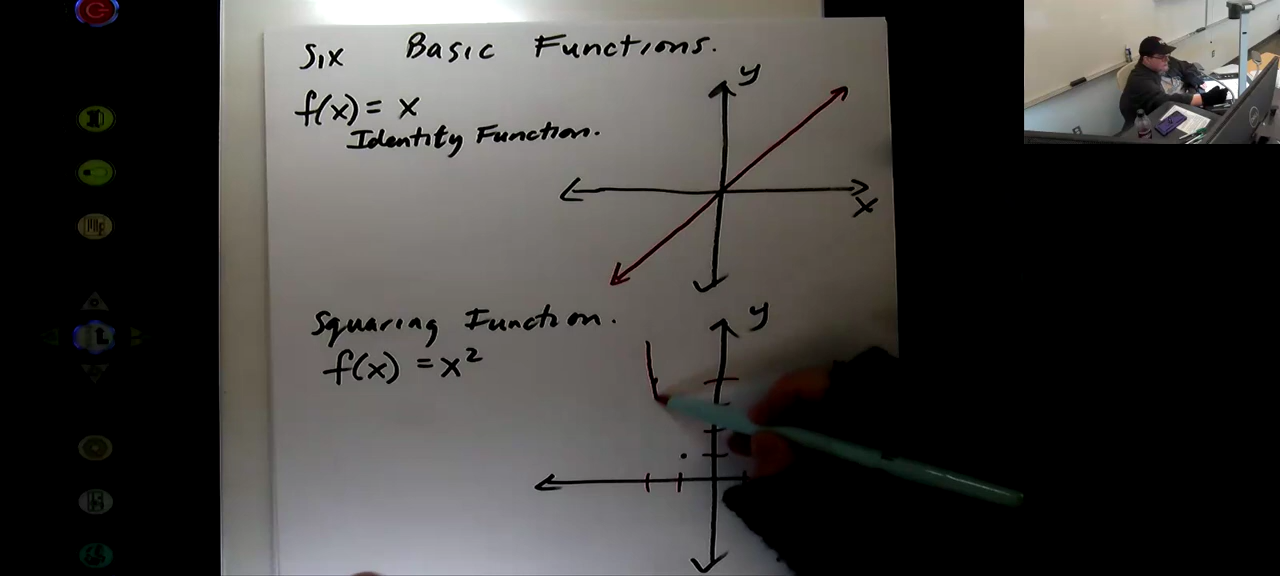 Six Basic Functions.
y
f(x) = x
Identity Function.
x
Squaring Function.
y
f(x) = x²